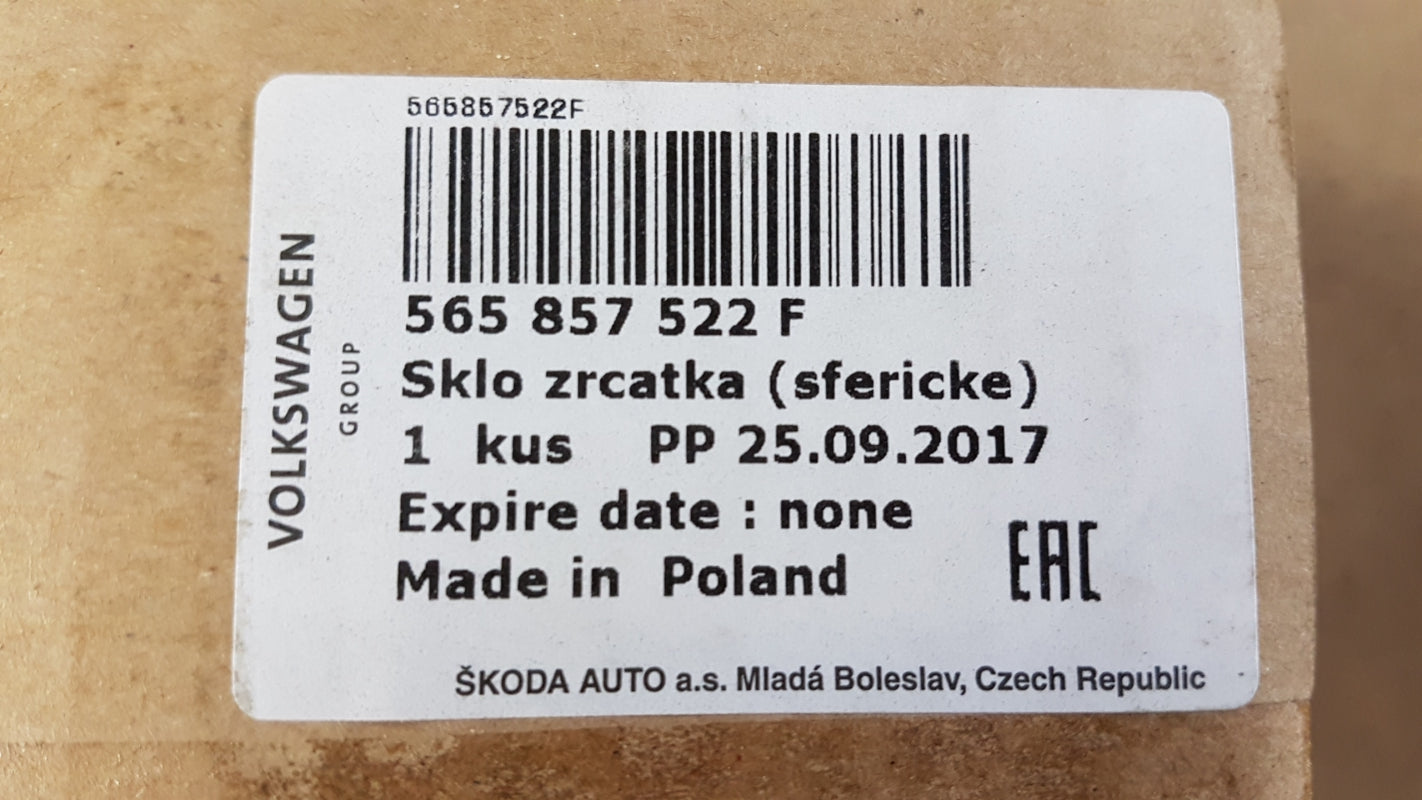 565857522F
565 857 522 F
Sklo zrcatka (sfericke)
1 kus PP 25.09.2017
Expire date : none
Made in Poland
EAC
ŠKODA AUTO a.s. Mladá Boleslav, Czech Republic
VOLKSWAGEN
GROUP